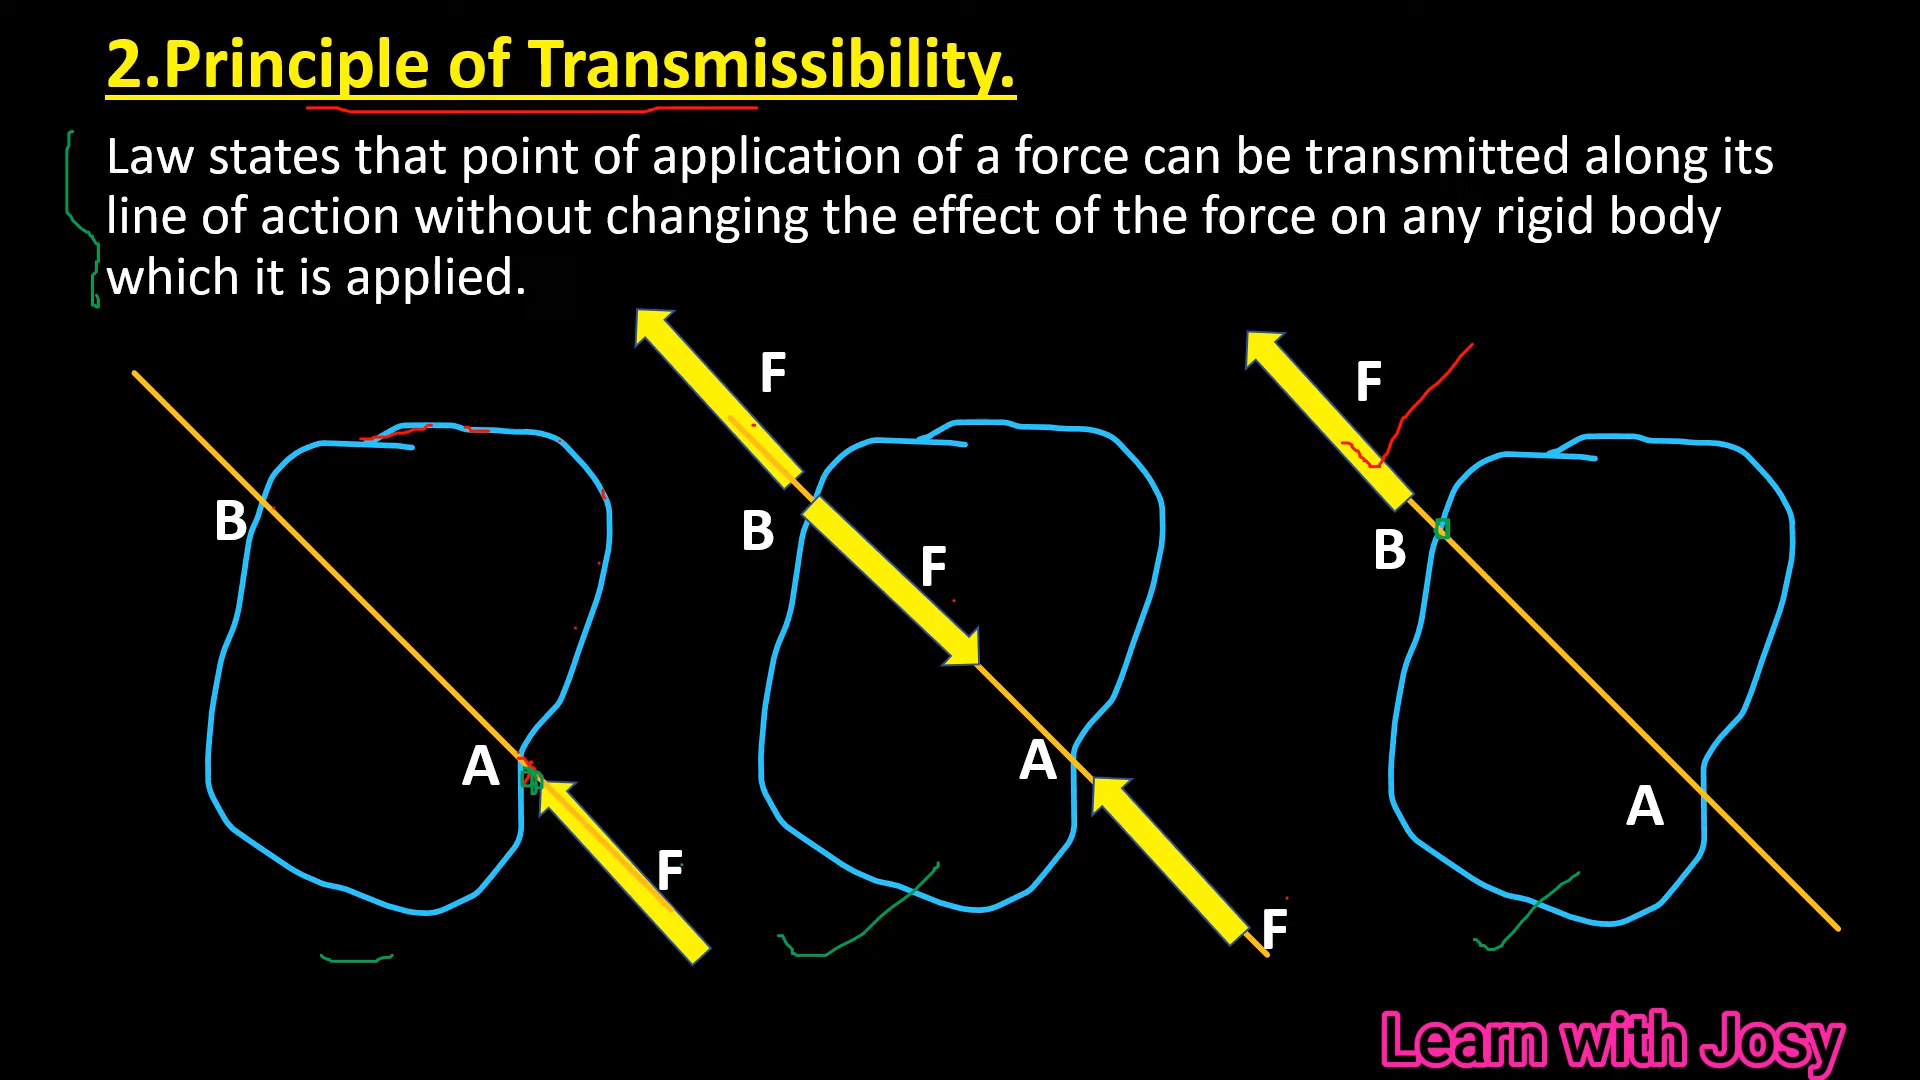 2.Principle of Transmissibility.
Law states that point of application of a force can be transmitted along its
line of action without changing the effect of the force on any rigid body
which it is applied.
F
F
B
B
F
B
A
A
A
F
F
Learn with Josy